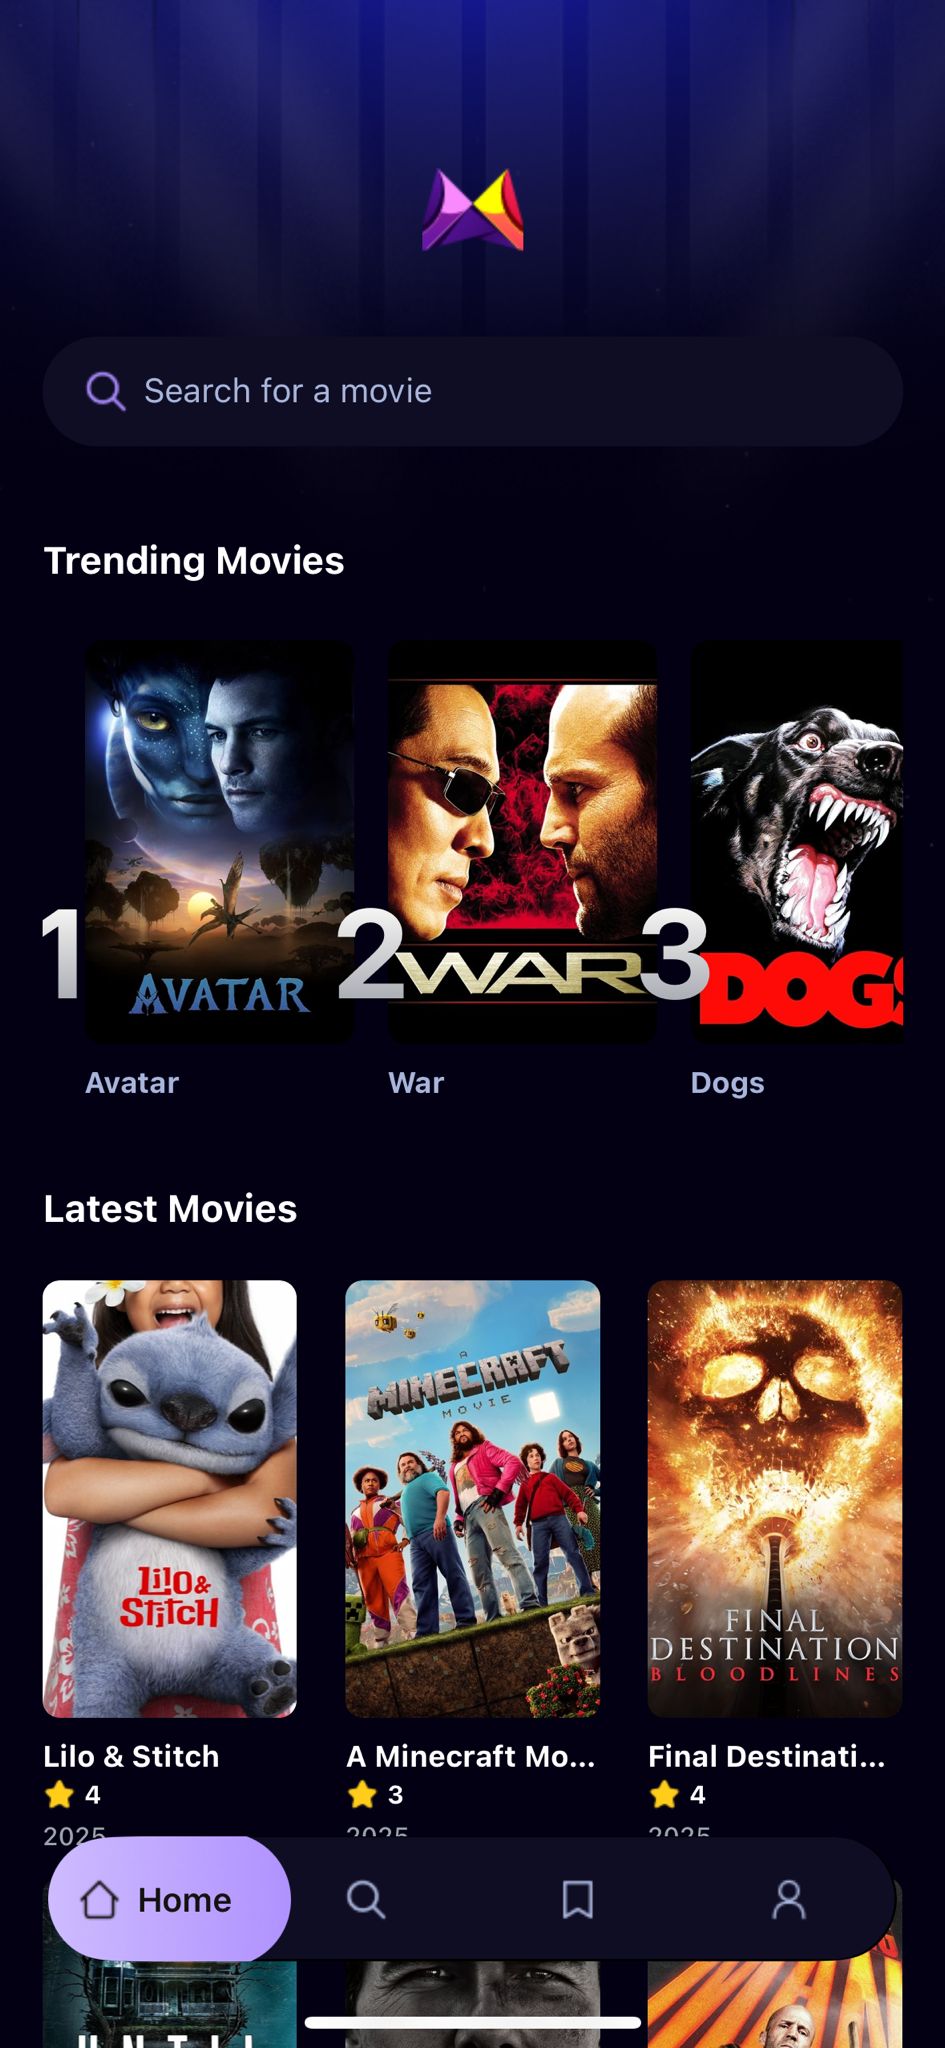 Search for a movie
Trending Movies
AVATAR
WAR
DOGS
1
2
3
Avatar
War
Dogs
Latest Movies
A
MINECRAFT
MOVIE
Lilo &
Stitch
FINAL
DESTINATION
BLOODLINES
Lilo & Stitch
A Minecraft Mo...
Final Destinati...
4
3
4
2025
2025
2025
Home